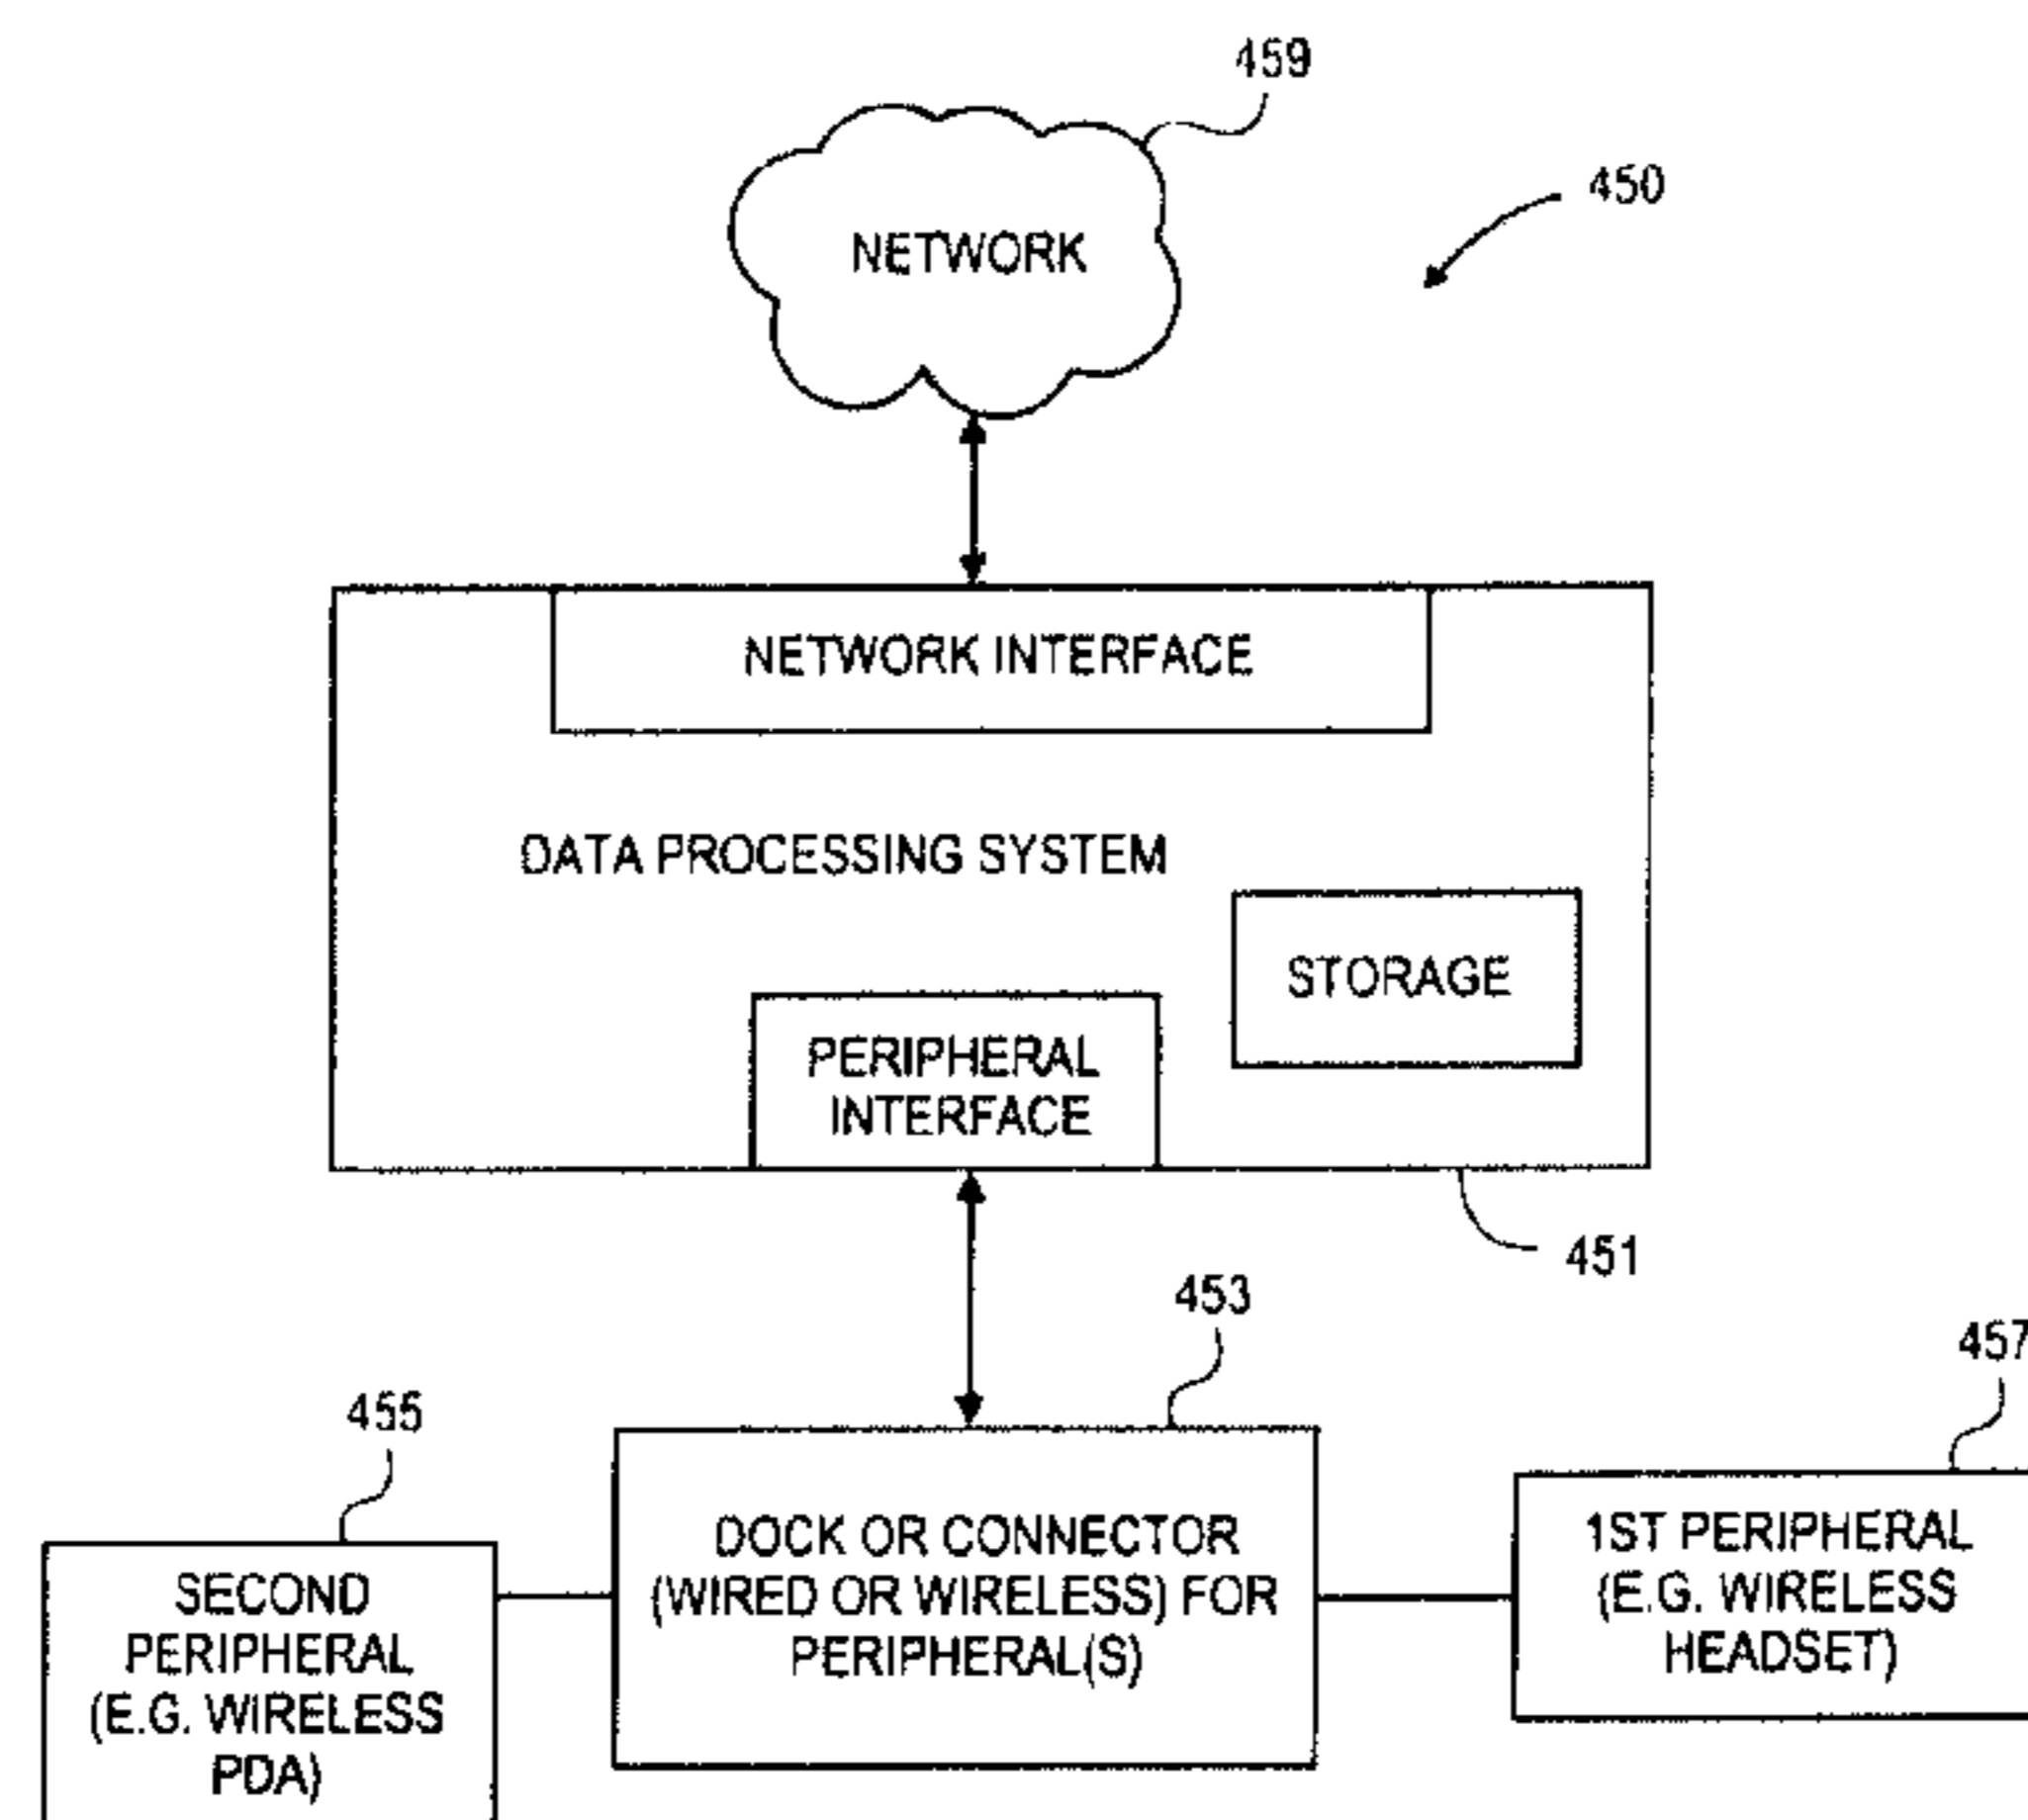 459
450
NETWORK
NETWORK INTERFACE
DATA PROCESSING SYSTEM
STORAGE
PERIPHERAL
INTERFACE
451
453
457
455
DOCK OR CONNECTOR
(WIRED OR WIRELESS) FOR
PERIPHERAL(S)
1ST PERIPHERAL
(E.G. WIRELESS
HEADSET)
SECOND
PERIPHERAL
(E.G. WIRELESS
PDA)